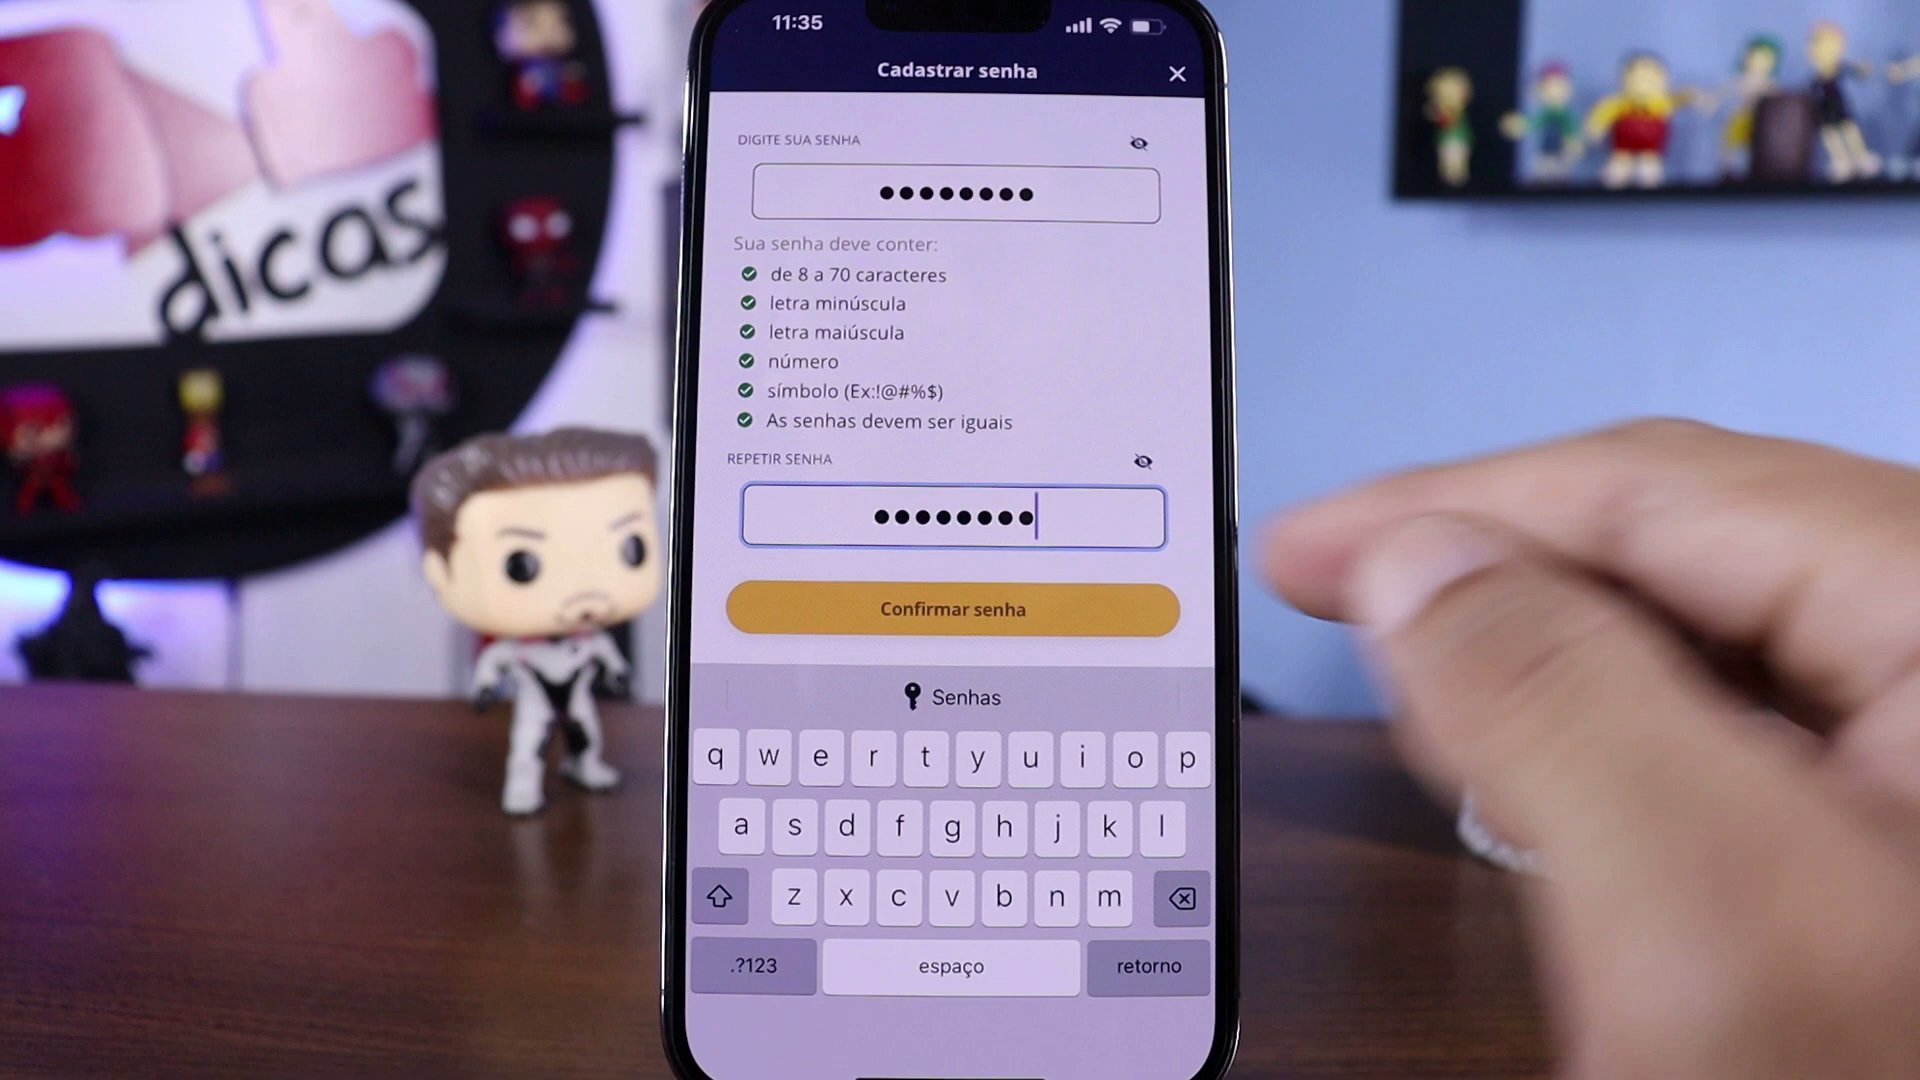 dicas
11:35
Cadastrar senha
DIGITE SUA SENHA
Sua senha deve conter:
de 8 a 70 caracteres
letra minúscula
letra maiúscula
número
símbolo (Ex:!@#%$)
As senhas devem ser iguais
REPETIR SENHA
Confirmar senha
Senhas
q w e r t y u i o p
a s d f g h j k l
z x c v b n m
.?123 espaço retorno